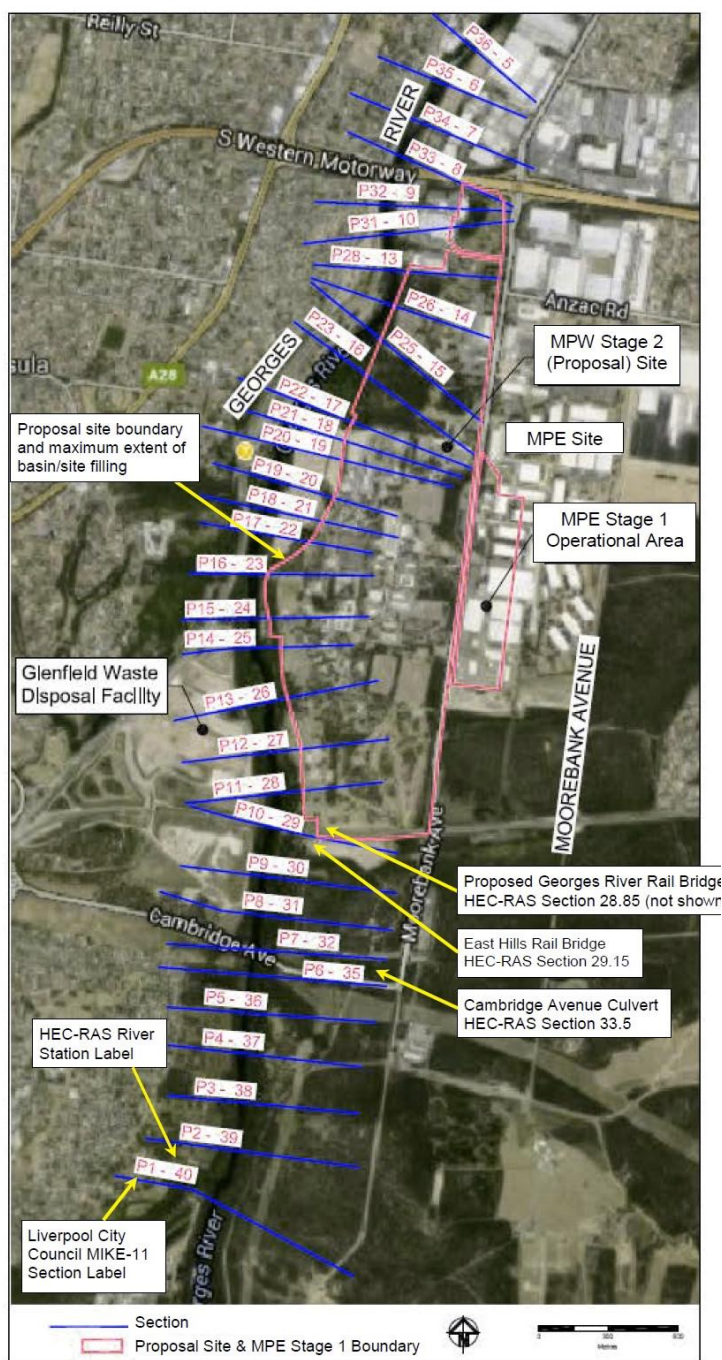 Reilly St
P36 - 5
P35 - 6
P34 - 7
RIVER
P33 - 8
S Western Motorway
P32 - 9
P31 - 10
P28 - 13
Anzac Rd
P26 - 14
P23 - 16
P25 - 15
GEORGES
MPW Stage 2
(Proposal) Site
A28
P22 - 17
P21 - 18
P20 - 19
MPE Site
Proposal site boundary
and maximum extent of
basin/site filling
P19 - 20
P18 - 21
P17 - 22
MPE Stage 1
Operational Area
P16 - 23
P15 - 24
P14 - 25
Glenfield Waste
Disposal Facility
P13 - 26
MOOREBANK AVENUE
P12 - 27
P11 - 28
P10 - 29
Moorebank Ave
P9 - 30
Proposed Georges River Rail Bridge
HEC-RAS Section 28.85 (not shown
P8 - 31
Cambridge Ave
P7 - 32
East Hills Rail Bridge
HEC-RAS Section 29.15
P6 - 35
P5 - 36
Cambridge Avenue Culvert
HEC-RAS Section 33.5
HEC-RAS River
Station Label
P4 - 37
P3 - 38
P2 - 39
P1 - 40
Liverpool City
Council MIKE-11
Section Label
rges River
Section
Proposal Site & MPE Stage 1 Boundary
N
0 300 600
Metres